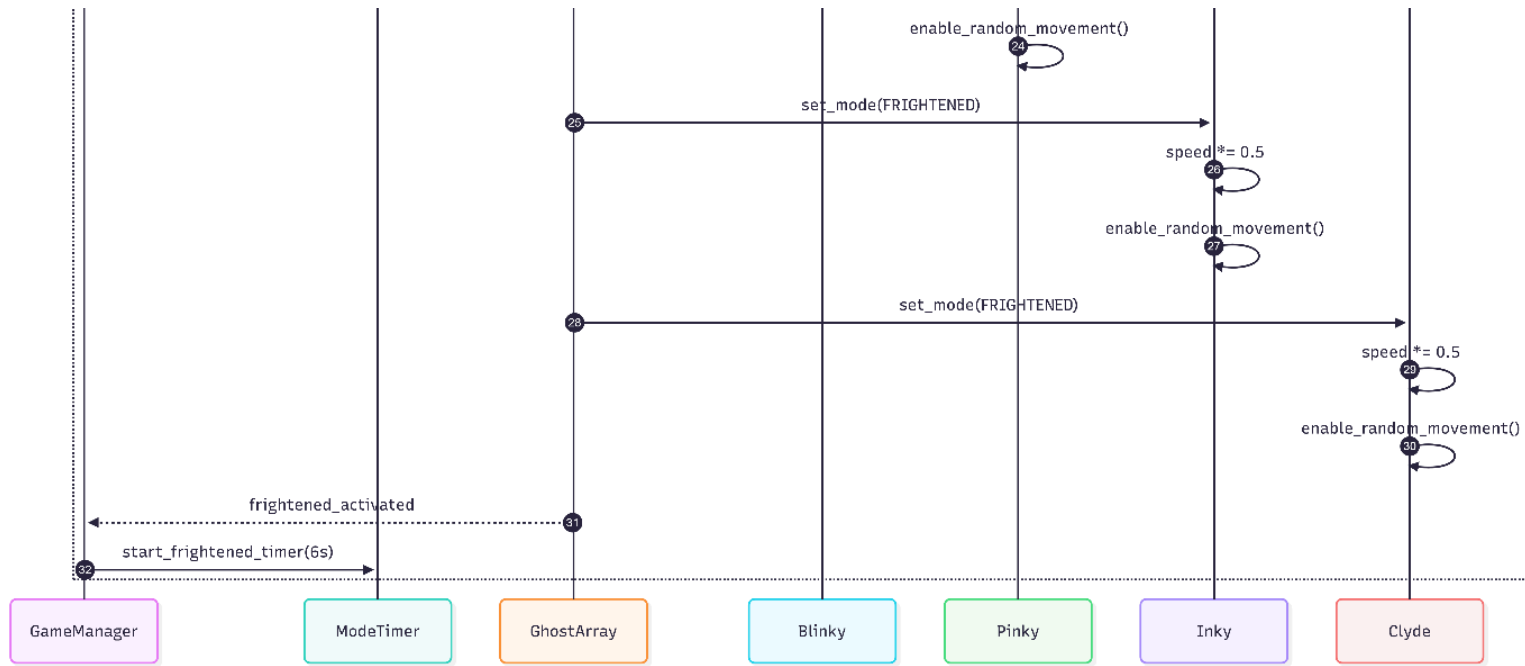 enable_random_movement()
24
set_mode(FRIGHTENED)
25
speed *= 0.5
26
enable_random_movement()
27
set_mode(FRIGHTENED)
28
speed *= 0.5
29
enable_random_movement()
30
frightened_activated
31
start_frightened_timer(6s)
32
GameManager
ModeTimer
GhostArray
Blinky
Pinky
Inky
Clyde